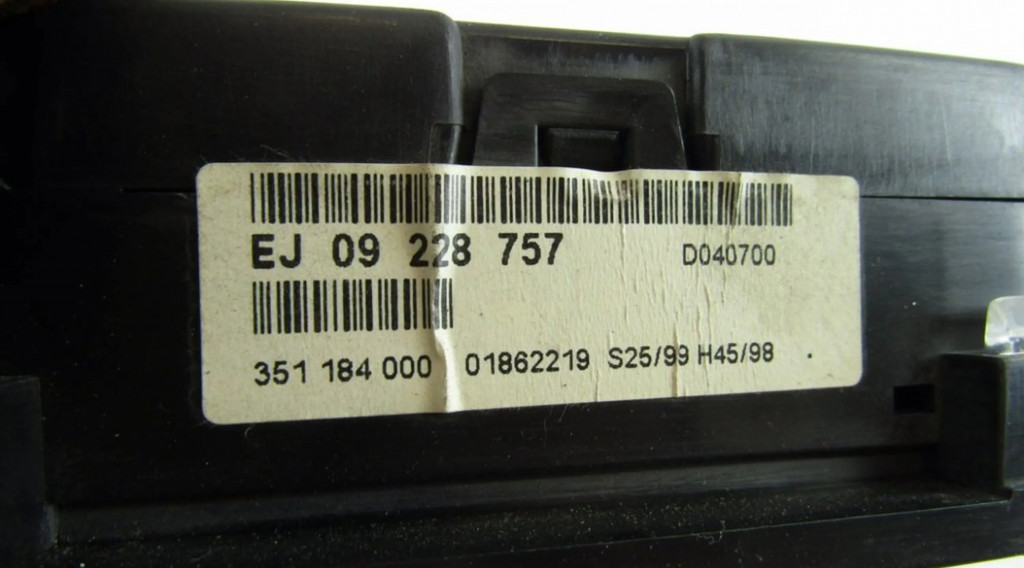 EJ 09 228 757 D040700
351 184 000 01862219 S25/99 H45/98 .